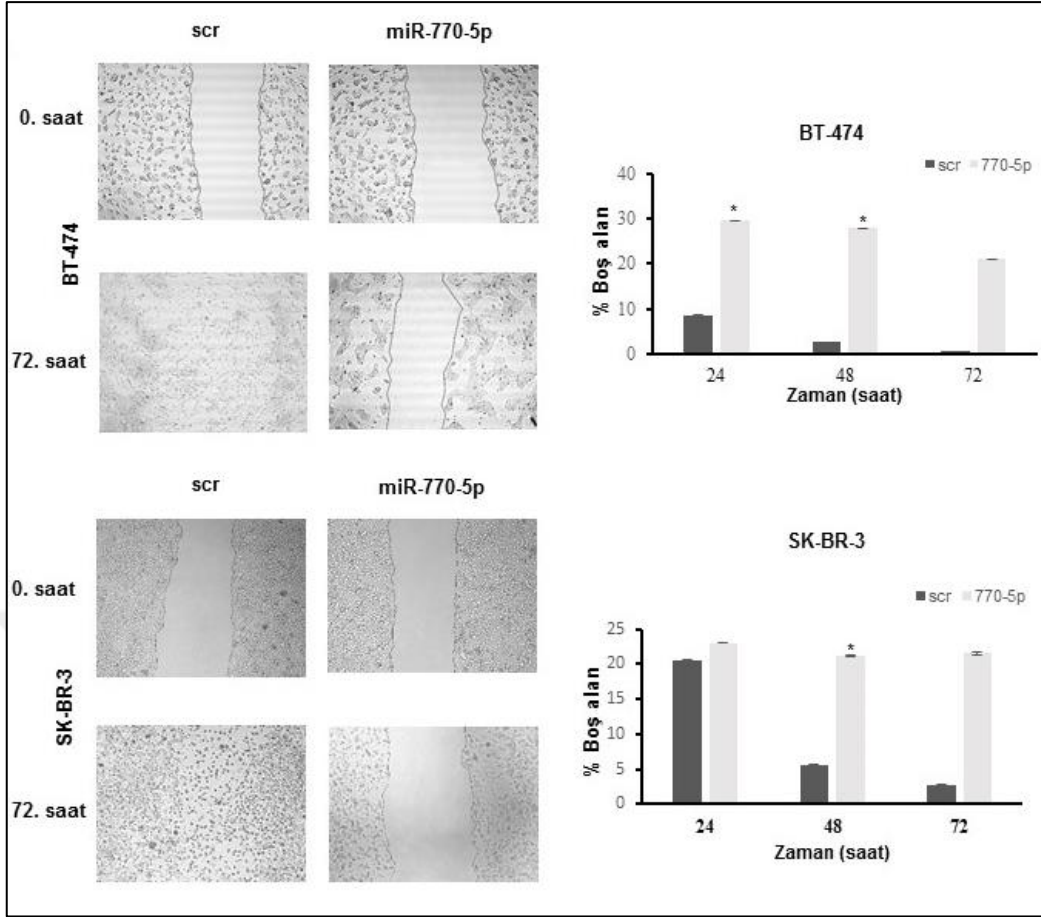 scr miR-770-5p
0. saat
BT-474
72. saat
BT-474
scr 770-5p
% Boş alan
40
30
20
10
0
* *
24 48 72
Zaman (saat)
scr miR-770-5p
0. saat
SK-BR-3
72. saat
SK-BR-3
scr 770-5p
% Boş alan
25
20
15
10
5
0
*
24 48 72
Zaman (saat)